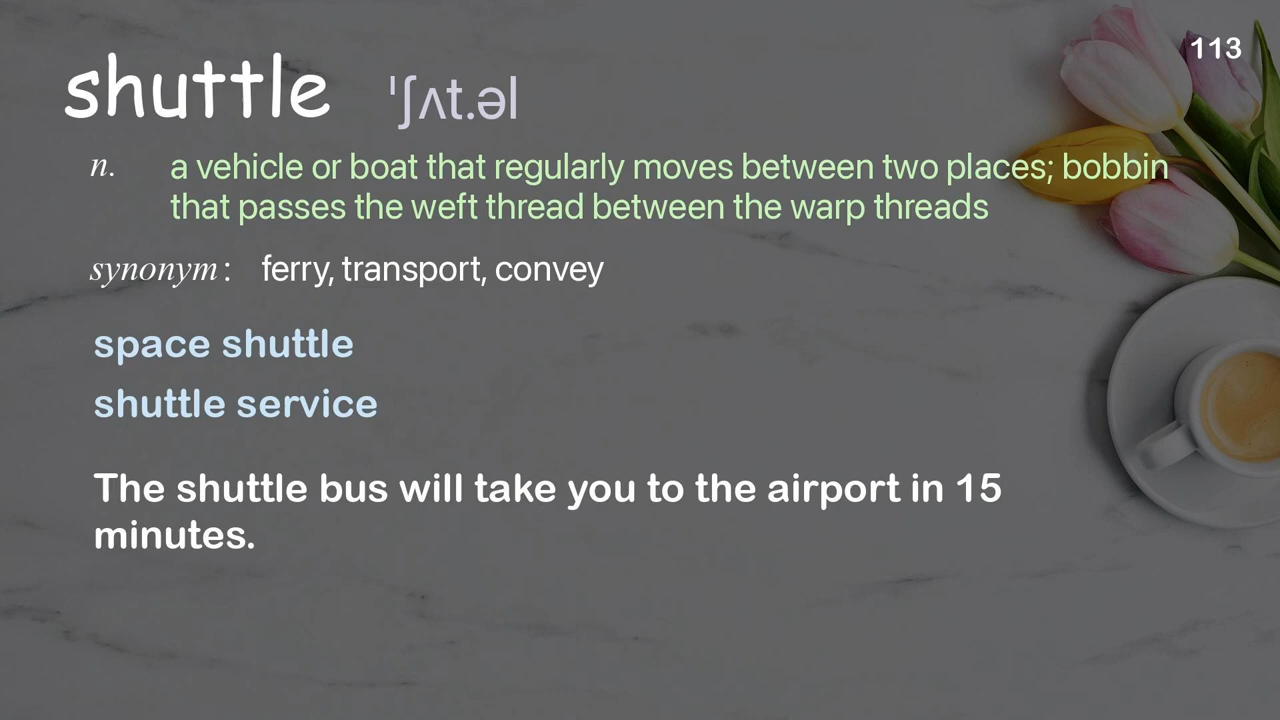 113
shuttle ˈʃʌt.əl
n. a vehicle or boat that regularly moves between two places; bobbin
that passes the weft thread between the warp threads
synonym: ferry, transport, convey
space shuttle
shuttle service
The shuttle bus will take you to the airport in 15
minutes.